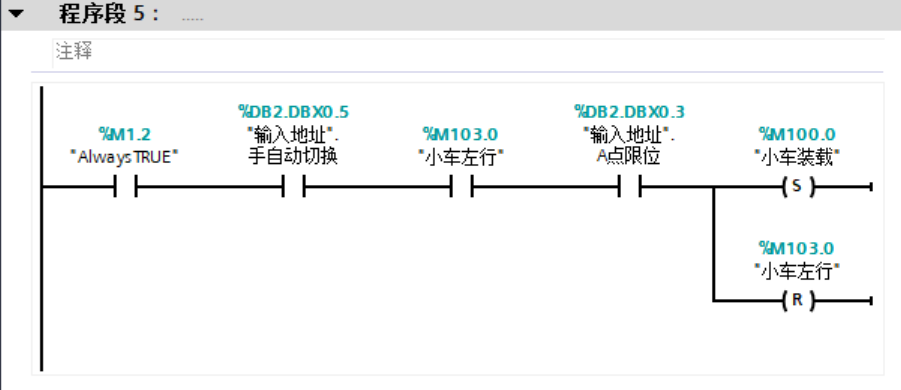 程序段 5： .....
注释
%M1.2
"AlwaysTRUE"
%DB2.DBX0.5
"输入地址".
手自动切换
%M103.0
"小车左行"
%DB2.DBX0.3
"输入地址".
A点限位
%M100.0
"小车装载"
S
%M103.0
"小车左行"
R